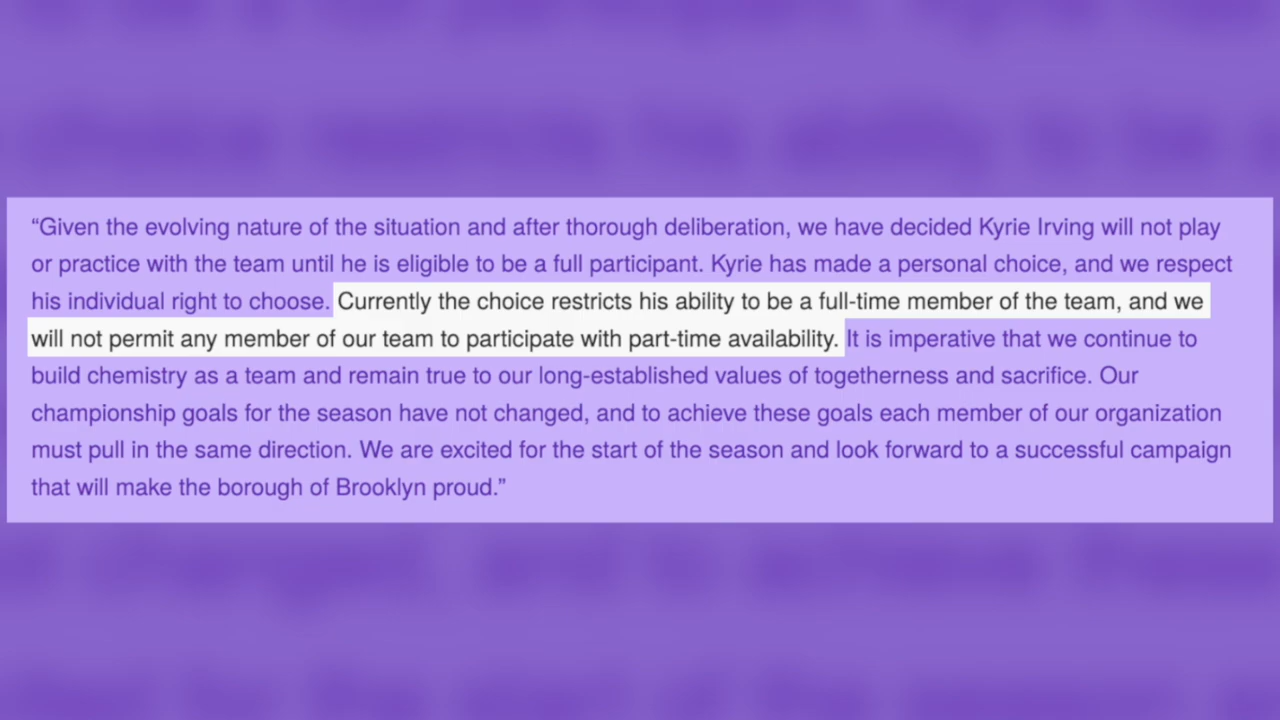 “Given the evolving nature of the situation and after thorough deliberation, we have decided Kyrie Irving will not play
or practice with the team until he is eligible to be a full participant. Kyrie has made a personal choice, and we respect
his individual right to choose. Currently the choice restricts his ability to be a full-time member of the team, and we
will not permit any member of our team to participate with part-time availability. It is imperative that we continue to
build chemistry as a team and remain true to our long-established values of togetherness and sacrifice. Our
championship goals for the season have not changed, and to achieve these goals each member of our organization
must pull in the same direction. We are excited for the start of the season and look forward to a successful campaign
that will make the borough of Brooklyn proud.”